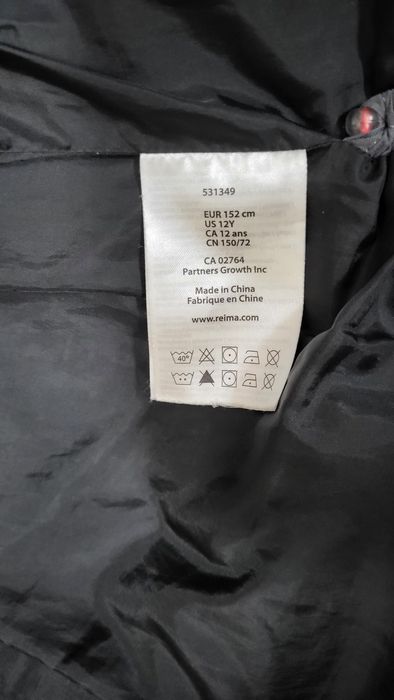 531349
EUR 152 cm
US 12Y
CA 12 ans
CN 150/72
CA 02764
Partners Growth Inc
Made in China
Fabrique en Chine
www.reima.com
40°